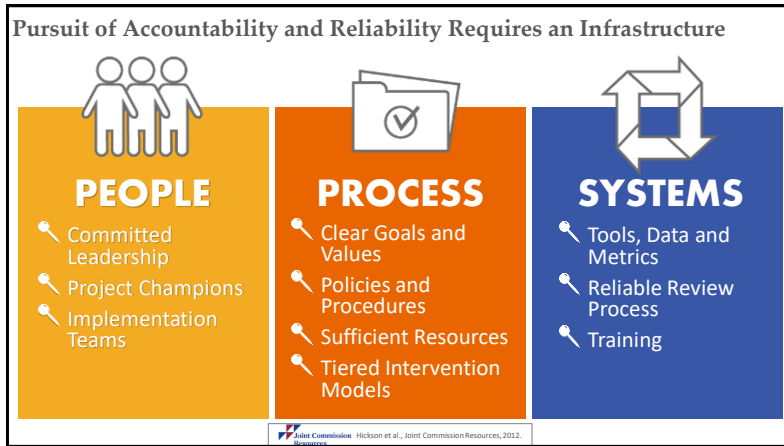 Pursuit of Accountability and Reliability Requires an Infrastructure
PEOPLE
Committed
Leadership
Project Champions
Implementation
Teams
PROCESS
Clear Goals and
Values
Policies and
Procedures
Sufficient Resources
Tiered Intervention
Models
SYSTEMS
Tools, Data and
Metrics
Reliable Review
Process
Training
Joint Commission
Resources
Hickson et al., Joint Commission Resources, 2012.